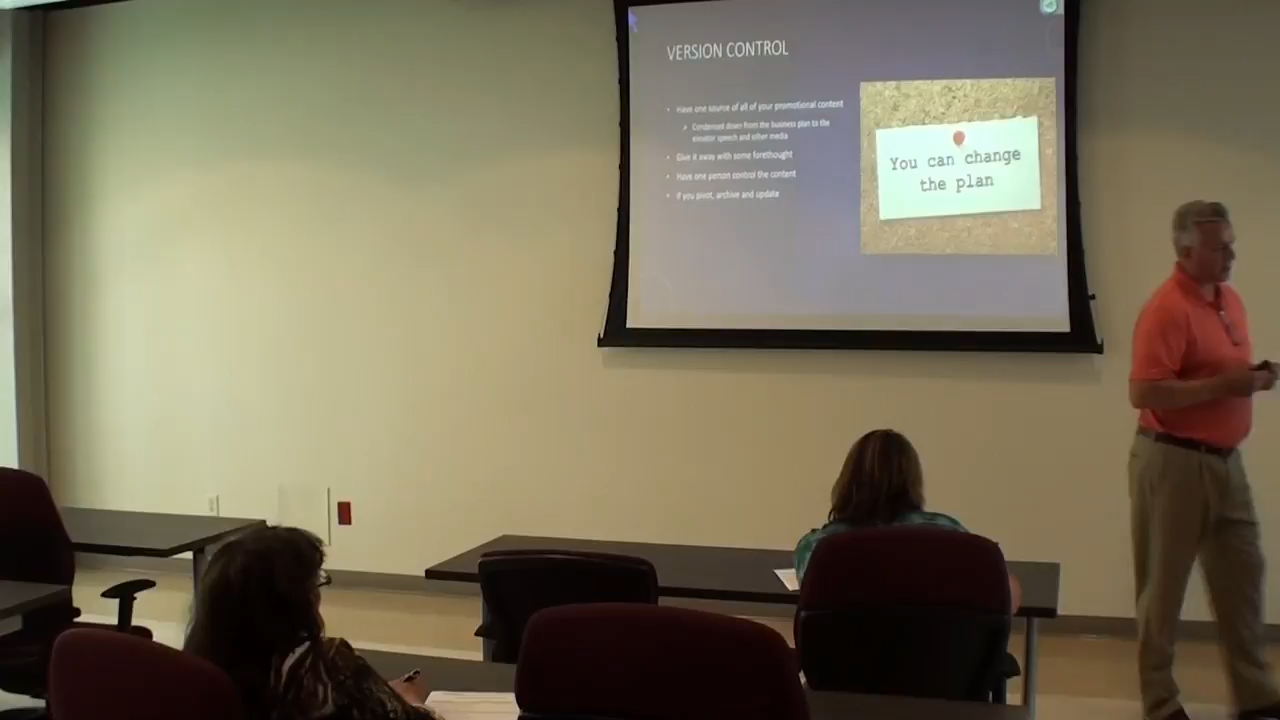 VERSION CONTROL
Have one source of all of your promotional content
Condensed down from the business plan to the
elevator speech and other media
Give it away with some forethought
Have one person control the content
If you pivot, archive and update
You can change
the plan